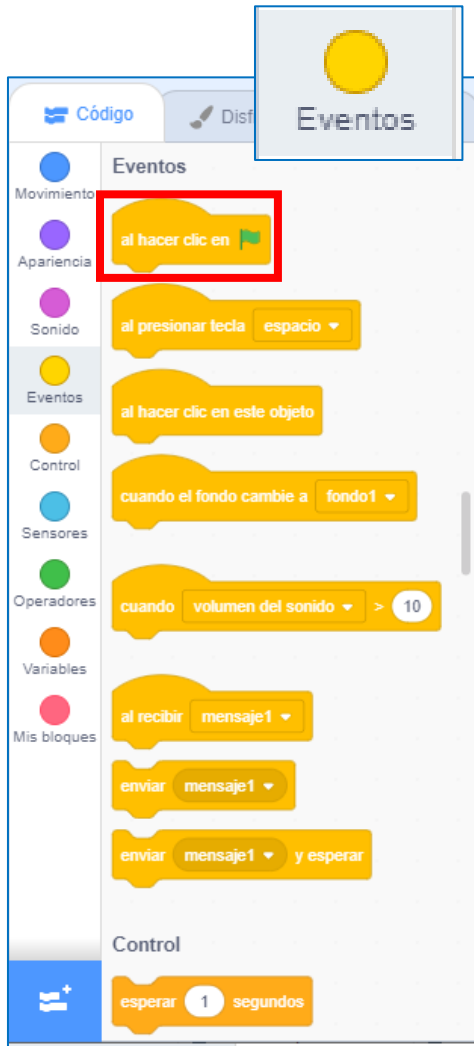 Eventos
Código
Disf
Movimiento
Apariencia
Sonido
Eventos
Control
Sensores
Operadores
Variables
Mis bloques
Eventos
al hacer clic en
al presionar tecla espacio
al hacer clic en este objeto
cuando el fondo cambie a fondo1
cuando volumen del sonido > 10
al recibir mensaje1
enviar mensaje1
enviar mensaje1 y esperar
Control
esperar 1 segundos